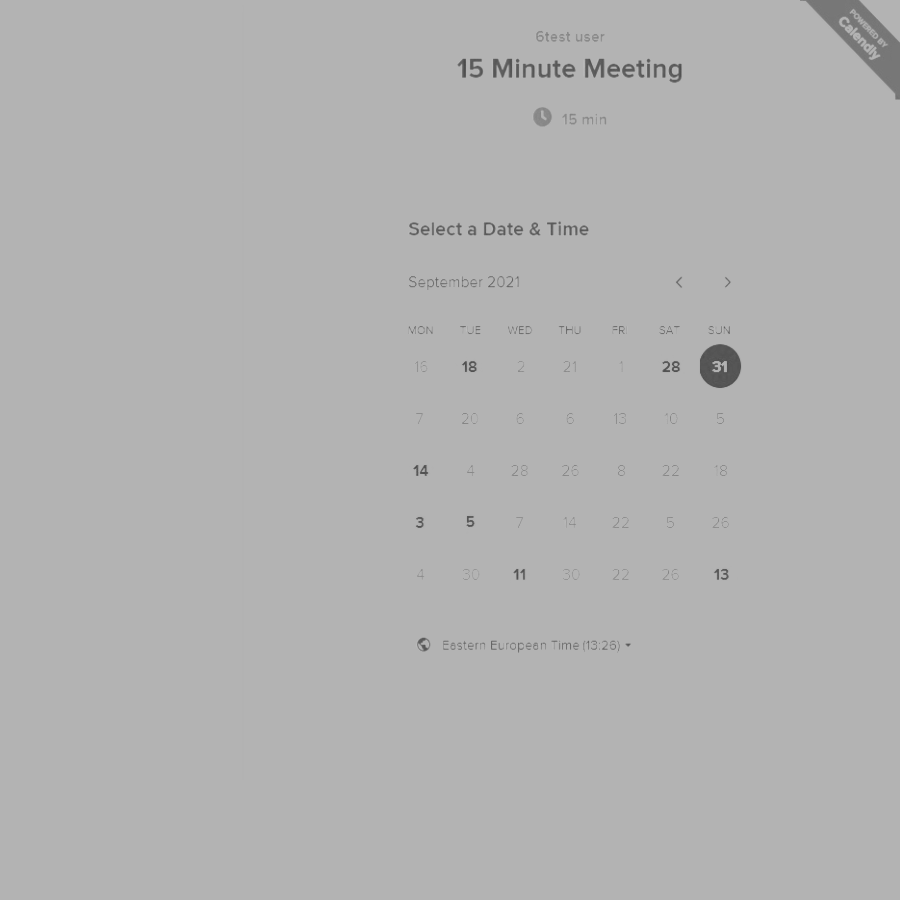 POWERED BY
Calendly
6test user
15 Minute Meeting
15 min
Select a Date & Time
September 2021
MON TUE WED THU FRI SAT SUN
16 18 2 21 1 28 31
7 20 6 6 13 10 5
14 4 28 26 8 22 18
3 5 7 14 22 5 26
4 30 11 30 22 26 13
Eastern European Time (13:26)